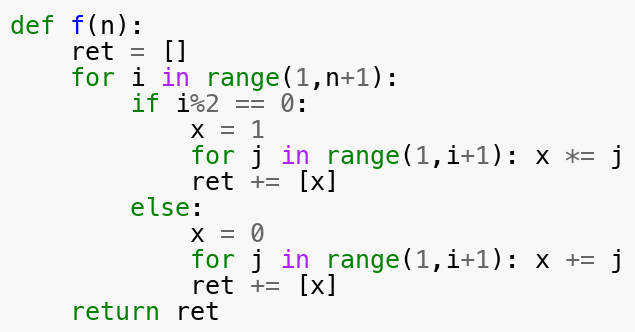 def f(n):
    ret = []
    for i in range(1,n+1):
        if i%2 == 0:
            x = 1
            for j in range(1,i+1): x *= j
            ret += [x]
        else:
            x = 0
            for j in range(1,i+1): x += j
            ret += [x]
    return ret